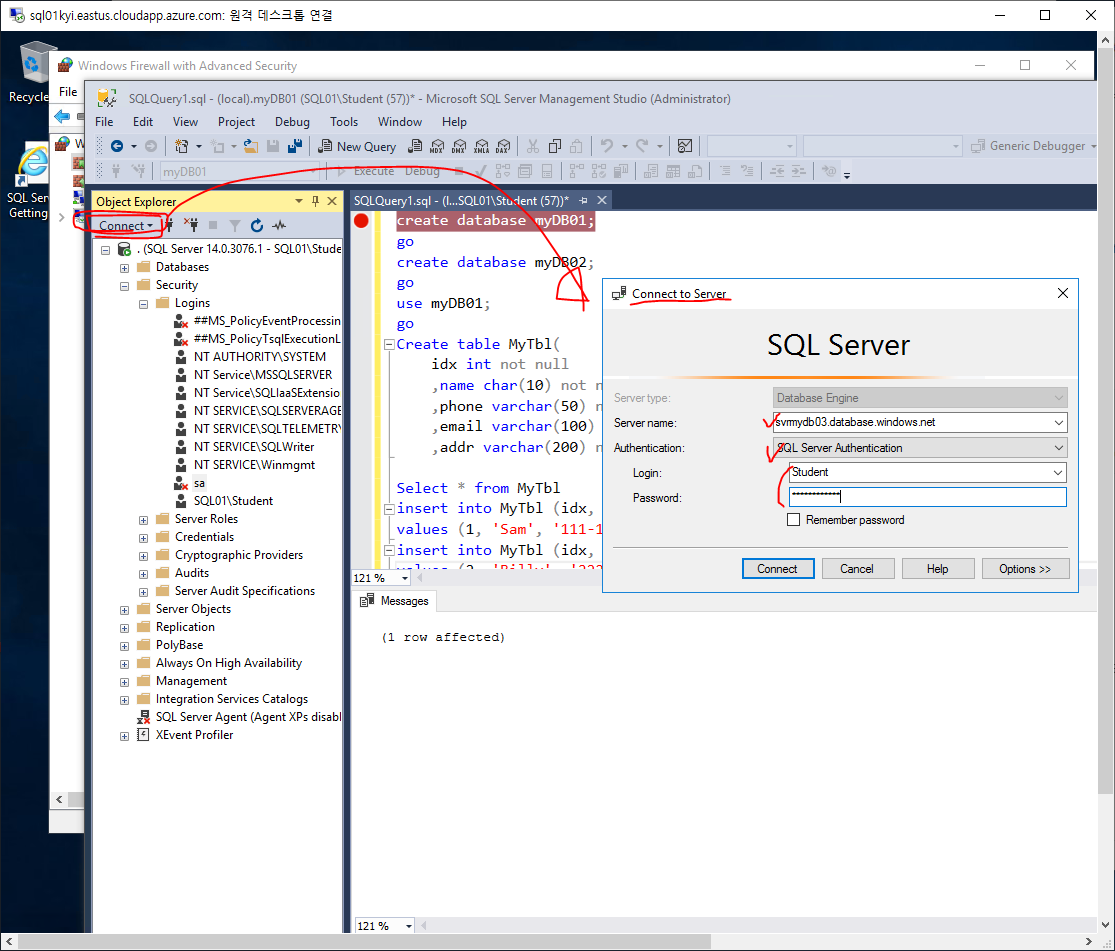 sql01kyi.eastus.cloudapp.azure.com: 원격 데스크톱 연결
Recycle
Windows Firewall with Advanced Security
File
SQLQuery1.sql - (local).myDB01 (SQL01\Student (57))* - Microsoft SQL Server Management Studio (Administrator)
File Edit View Project Debug Tools Window Help
New Query MDX DMX XMLA DAX Generic Debugger
myDB01 Execute Debug
SQL Ser
Getting
W
Object Explorer
Connect
. (SQL Server 14.0.3076.1 - SQL01\Stude
Databases
Security
Logins
##MS_PolicyEventProcessin
##MS_PolicyTsqlExecutionL
NT AUTHORITY\SYSTEM
NT Service\MSSQLSERVER
NT Service\SQLIaaSExtensio
NT SERVICE\SQLSERVERAGE
NT SERVICE\SQLTELEMETRY
NT SERVICE\SQLWriter
NT SERVICE\Winmgmt
sa
SQL01\Student
Server Roles
Credentials
Cryptographic Providers
Audits
Server Audit Specifications
Server Objects
Replication
PolyBase
Always On High Availability
Management
Integration Services Catalogs
SQL Server Agent (Agent XPs disabl
XEvent Profiler
SQLQuery1.sql - (l...SQL01\Student (57))*
create database myDB01;
go
create database myDB02;
go
use myDB01;
go
Create table MyTbl(
idx int not null
,name char(10) not n
,phone varchar(50) n
,email varchar(100)
,addr varchar(200) n
Select * from MyTbl
insert into MyTbl (idx,
values (1, 'Sam', '111-1
insert into MyTbl (idx,
values (2, 'Billy', '222
121 %
Messages
(1 row affected)
121 %
Connect to Server
SQL Server
Server type: Database Engine
Server name: svrmydb03.database.windows.net
Authentication: SQL Server Authentication
Login: Student
Password: ************
Remember password
Connect Cancel Help Options >>